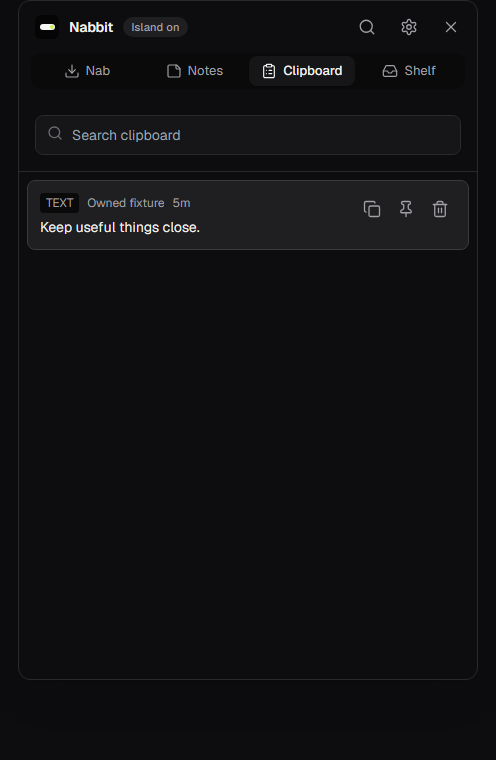 Nabbit Island on
Nab Notes Clipboard Shelf
Search clipboard
TEXT Owned fixture 5m
Keep useful things close.